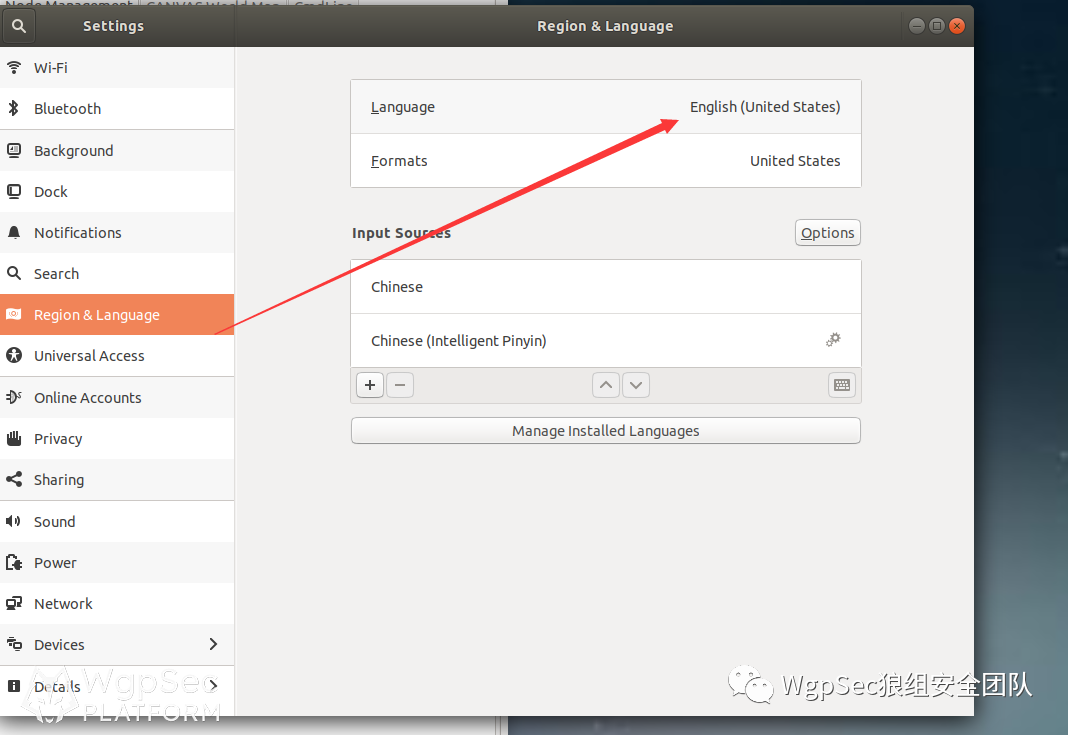 Node Management CANVAS World Map CmdLine
Settings
Region & Language
Wi-Fi
Bluetooth
Background
Dock
Notifications
Search
Region & Language
Universal Access
Online Accounts
Privacy
Sharing
Sound
Power
Network
Devices
Details
Language English (United States)
Formats United States
Input Sources Options
Chinese
Chinese (Intelligent Pinyin)
Manage Installed Languages
WgpSec
PLATFORM
WgpSec狼组安全团队